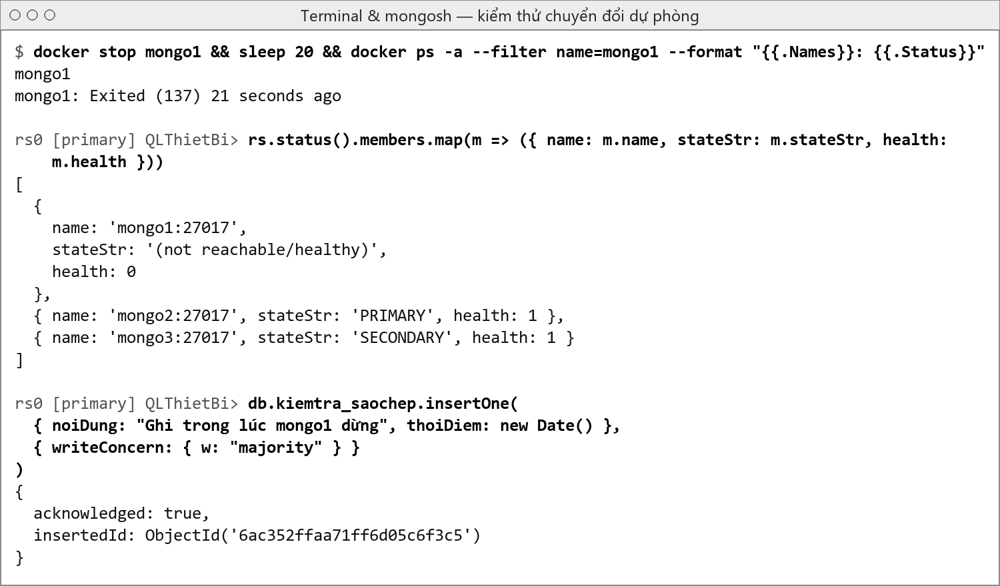 Terminal & mongosh — kiểm thử chuyển đổi dự phòng
$ docker stop mongo1 && sleep 20 && docker ps -a --filter name=mongo1 --format "{{.Names}}: {{.Status}}"
mongo1
mongo1: Exited (137) 21 seconds ago
rs0 [primary] QLThietBi> rs.status().members.map(m => ({ name: m.name, stateStr: m.stateStr, health:
m.health }))
[
{
name: 'mongo1:27017',
stateStr: '(not reachable/healthy)',
health: 0
},
{ name: 'mongo2:27017', stateStr: 'PRIMARY', health: 1 },
{ name: 'mongo3:27017', stateStr: 'SECONDARY', health: 1 }
]
rs0 [primary] QLThietBi> db.kiemtra_saochep.insertOne(
{ noiDung: "Ghi trong lúc mongo1 dừng", thoiDiem: new Date() },
{ writeConcern: { w: "majority" } }
)
{
acknowledged: true,
insertedId: ObjectId('6ac352ffaa71ff6d05c6f3c5')
}